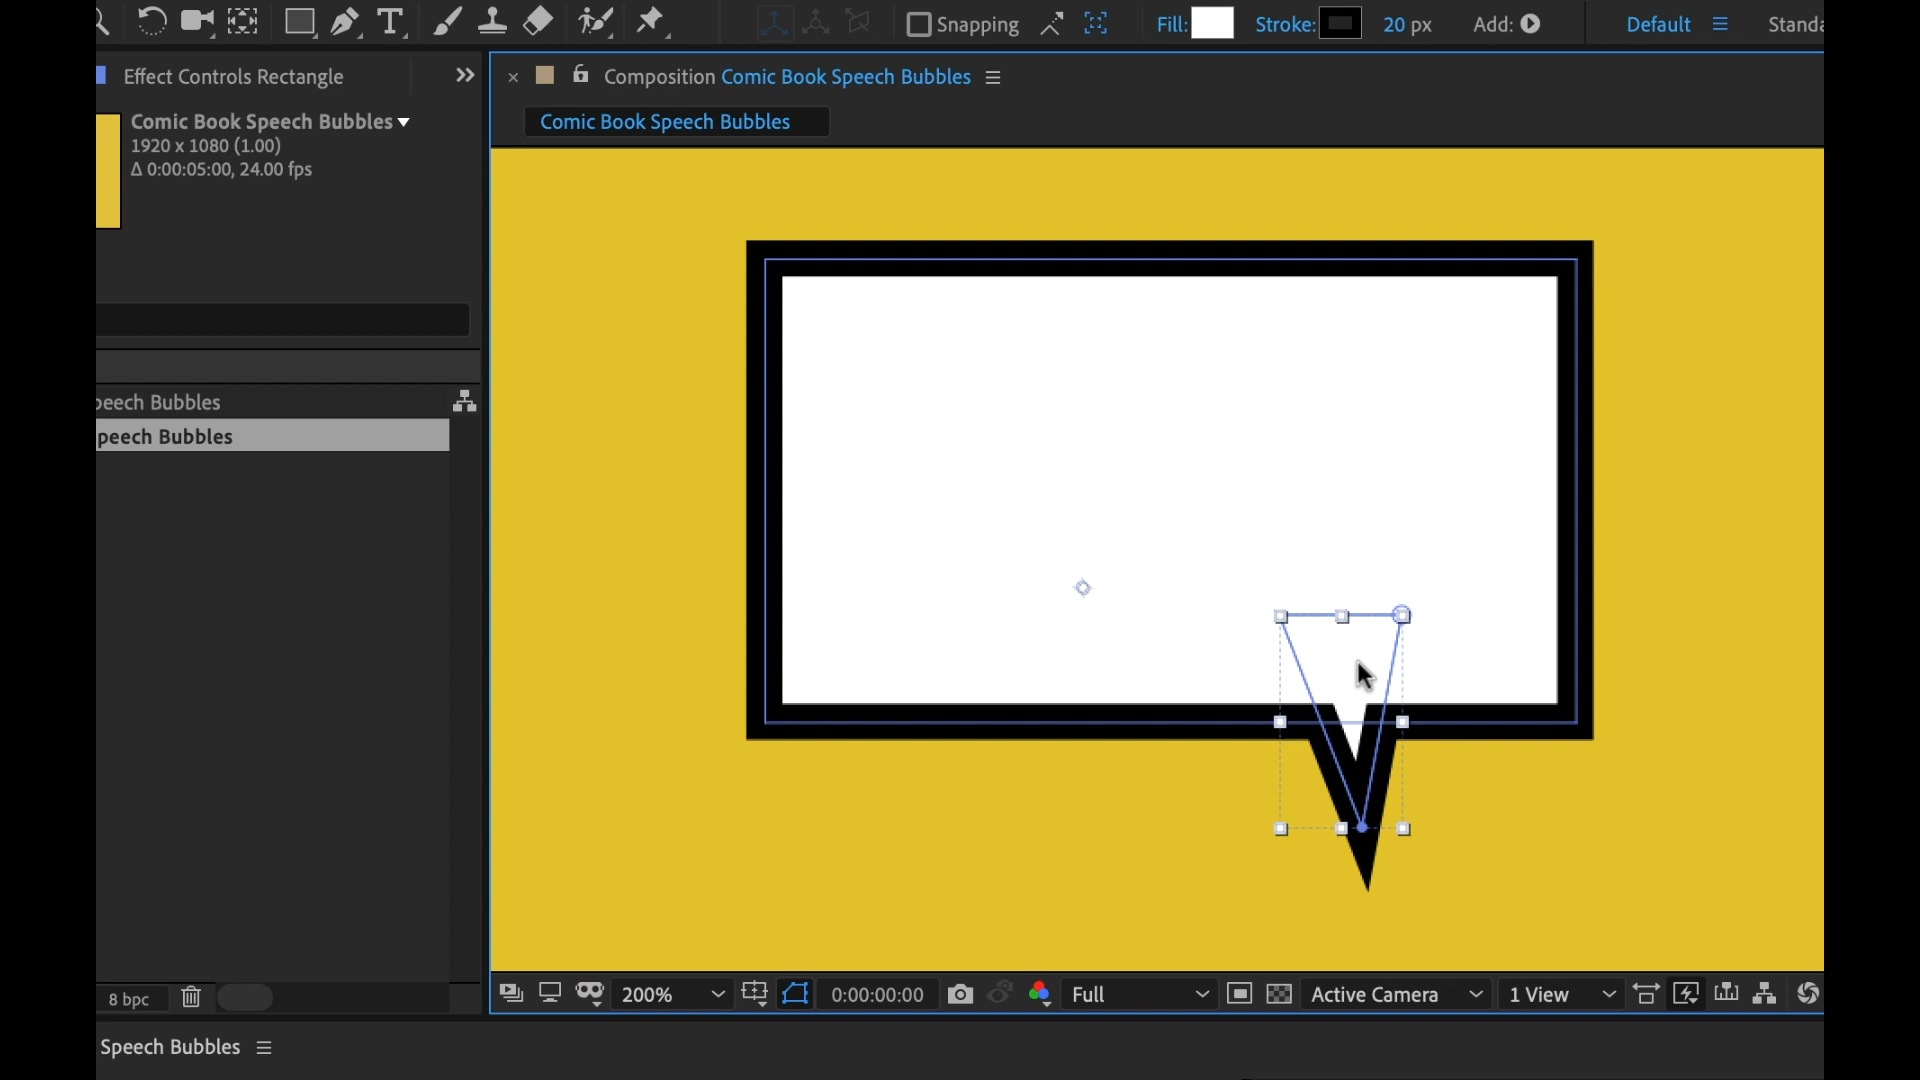 Snapping Fill: Stroke: 20 px Add: Default
Effect Controls Rectangle
Composition Comic Book Speech Bubbles
Comic Book Speech Bubbles
Comic Book Speech Bubbles
1920 x 1080 (1.00)
Δ 0:00:05:00, 24.00 fps
peech Bubbles
peech Bubbles
8 bpc
200% 0:00:00:00 Full Active Camera 1 View
Speech Bubbles